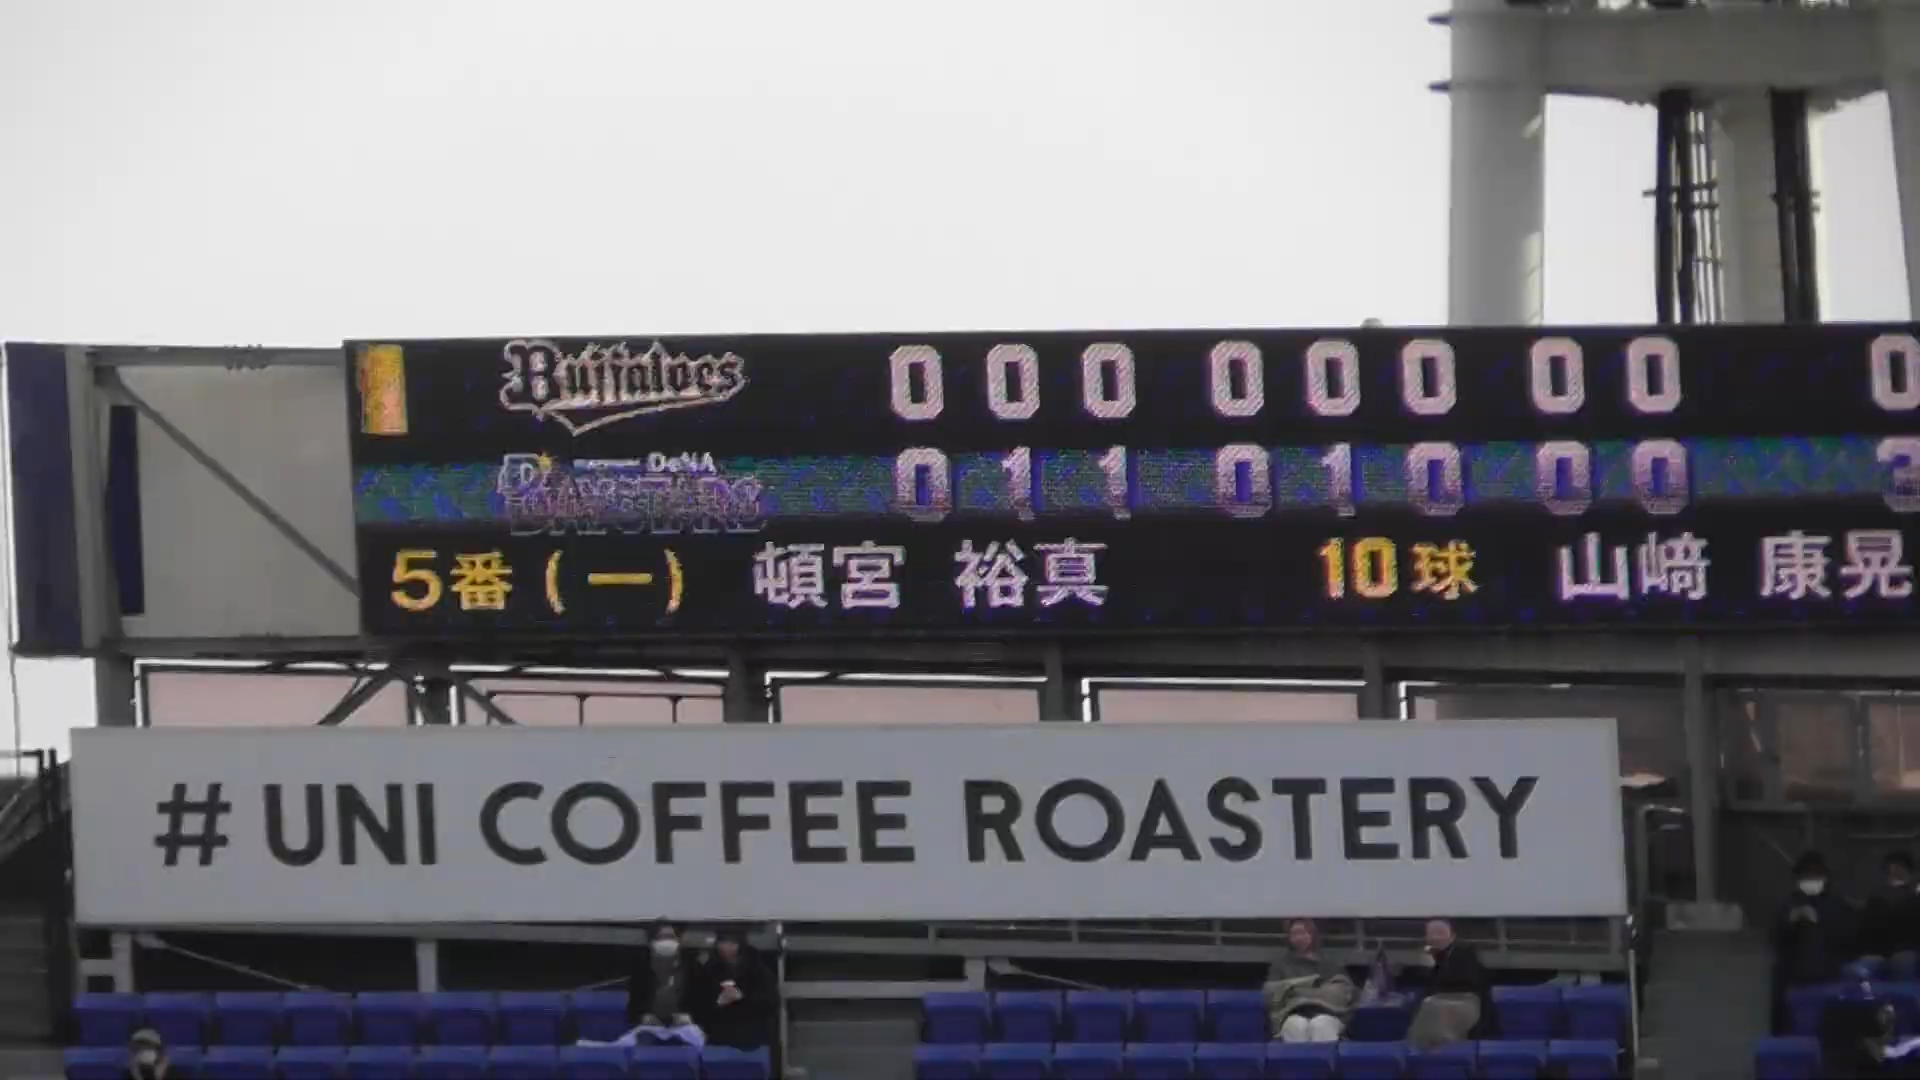 Buffaloes 0 0 0 0 0 0 0 0 0
DeNA BAYSTARS 0 1 1 0 1 0 0 0 3
5番(一) 頓宮 裕真 10球 山﨑 康晃
# UNI COFFEE ROASTERY